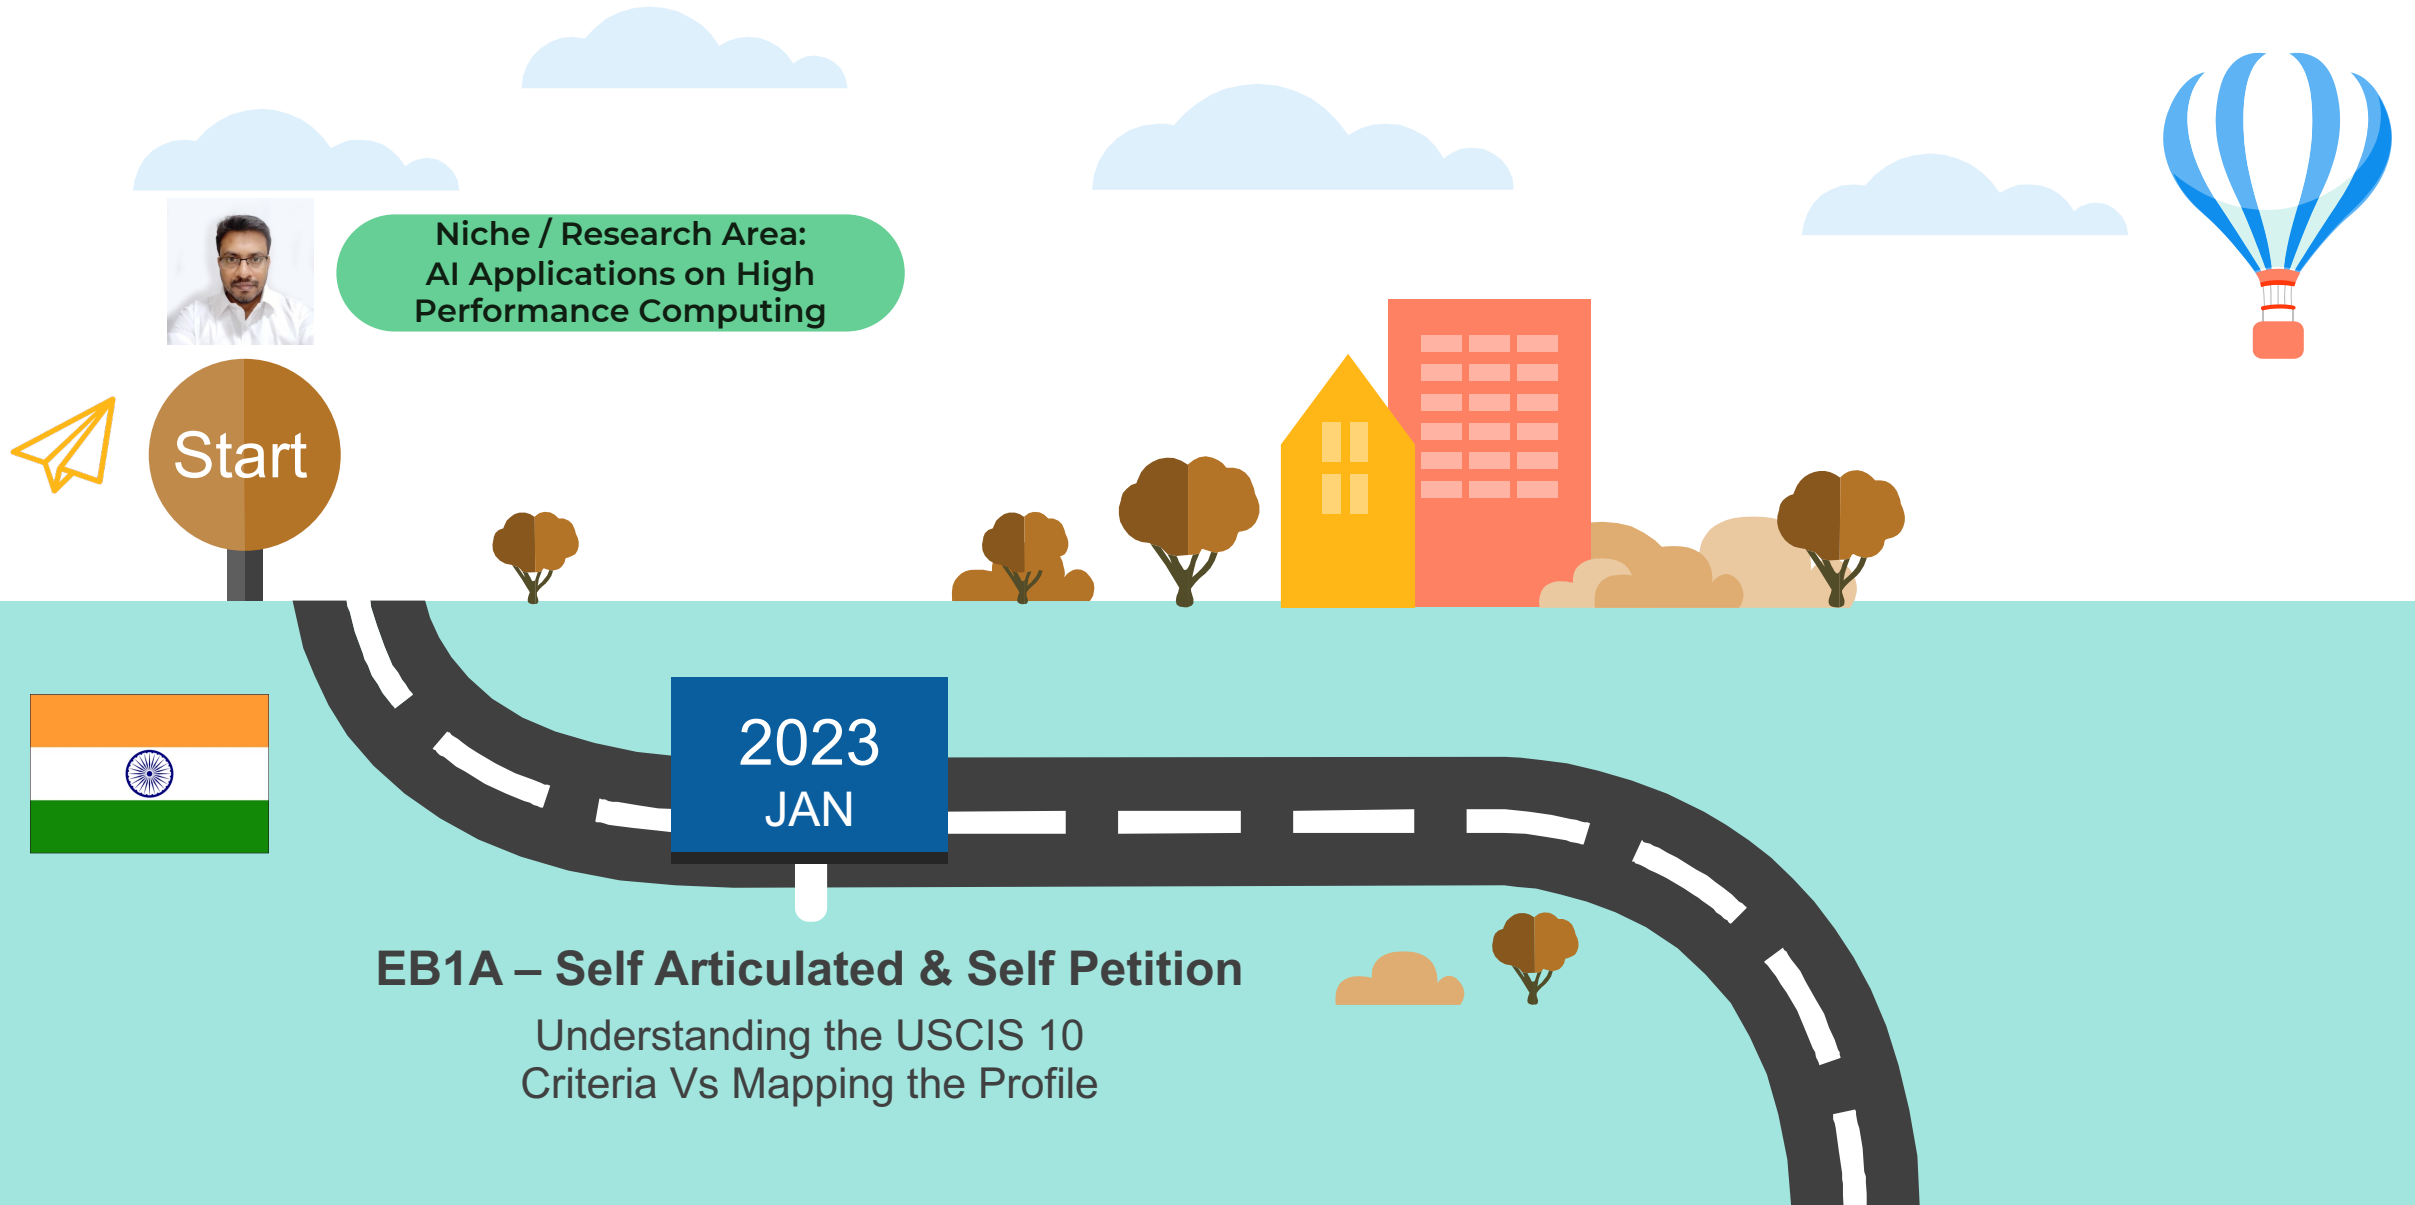 Niche / Research Area:
AI Applications on High
Performance Computing
Start
2023
JAN
EB1A – Self Articulated & Self Petition
Understanding the USCIS 10
Criteria Vs Mapping the Profile